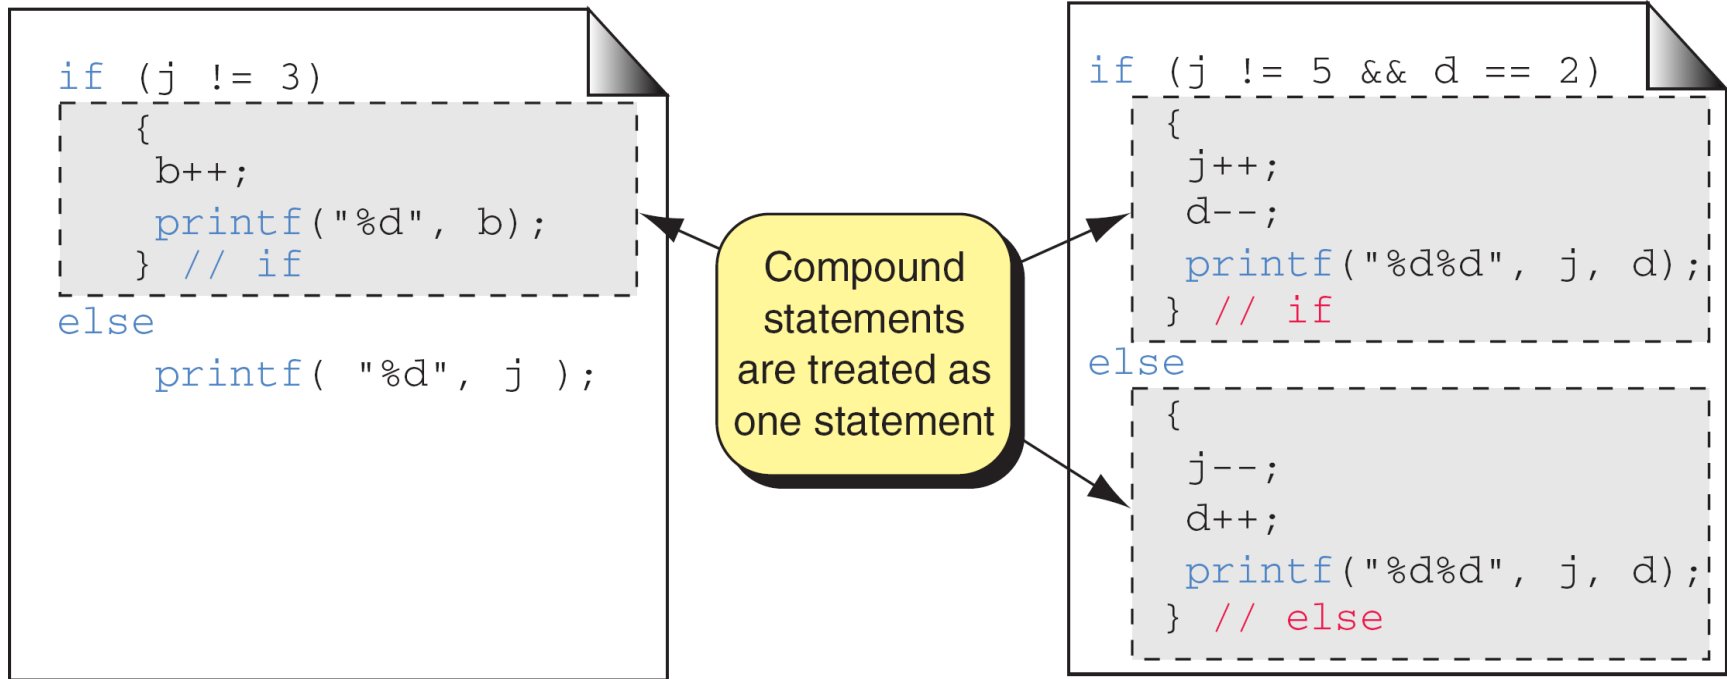 if (j != 3)
{
b++;
printf("%d", b);
} // if
else
printf( "%d", j );
Compound
statements
are treated as
one statement
if (j != 5 && d == 2)
{
j++;
d--;
printf("%d%d", j, d);
} // if
else
{
j--;
d++;
printf("%d%d", j, d);
} // else